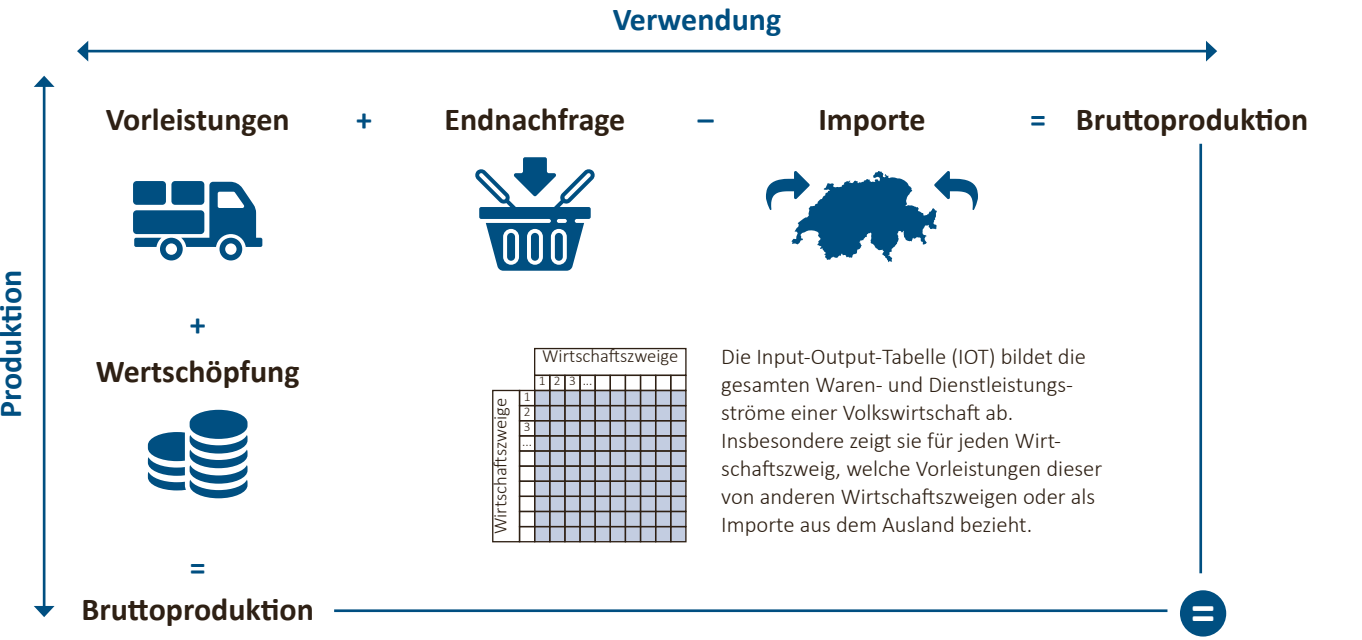 Verwendung
Produktion
Vorleistungen + Endnachfrage – Importe = Bruttoproduktion
+
Wertschöpfung
=
Bruttoproduktion
=
Wirtschaftszweige
1 2 3 ...
Wirtschaftszweige
1
2
3
...
Die Input-Output-Tabelle (IOT) bildet die
gesamten Waren- und Dienstleistungs-
ströme einer Volkswirtschaft ab.
Insbesondere zeigt sie für jeden Wirt-
schaftszweig, welche Vorleistungen dieser
von anderen Wirtschaftszweigen oder als
Importe aus dem Ausland bezieht.